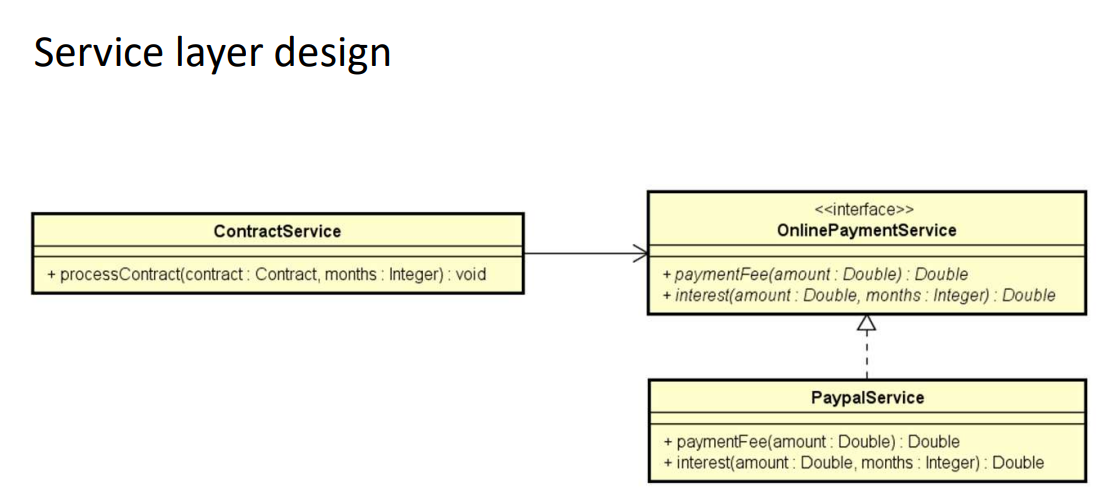 Service layer design
ContractService
+ processContract(contract : Contract, months : Integer) : void
<<interface>>
OnlinePaymentService
+ paymentFee(amount : Double) : Double
+ interest(amount : Double, months : Integer) : Double
PaypalService
+ paymentFee(amount : Double) : Double
+ interest(amount : Double, months : Integer) : Double